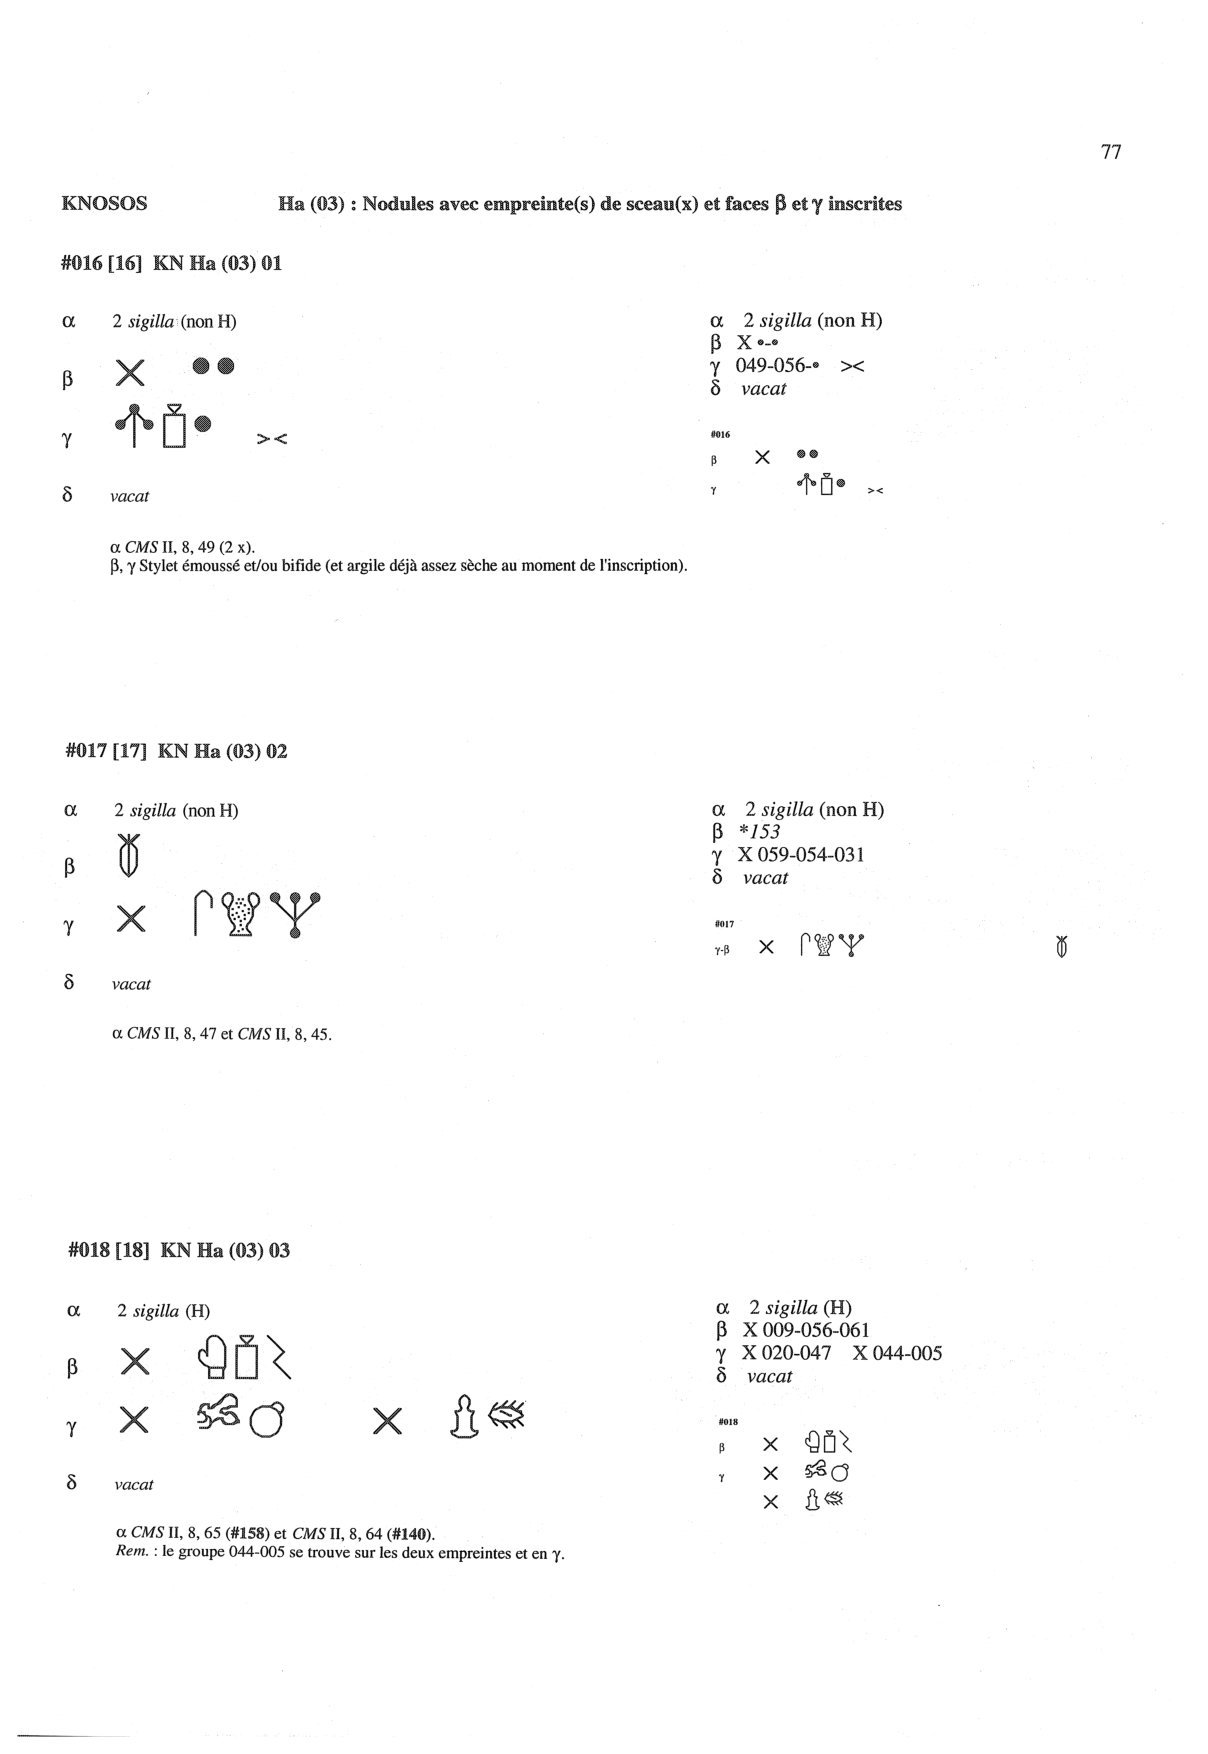 77
KNOSOS Ha (03) : Nodules avec empreinte(s) de sceau(x) et faces β et γ inscrites
#016 [16] KN Ha (03) 01
α 2 sigilla (non H)
β X
γ ><
δ vacat
α 2 sigilla (non H)
β X •-•
γ 049-056-• ><
δ vacat
#016
β X
γ ><
α CMS II, 8, 49 (2 x).
β, γ Stylet émoussé et/ou bifide (et argile déjà assez sèche au moment de l'inscription).
#017 [17] KN Ha (03) 02
α 2 sigilla (non H)
β
γ X
δ vacat
α 2 sigilla (non H)
β *153
γ X 059-054-031
δ vacat
#017
γ-β X
α CMS II, 8, 47 et CMS II, 8, 45.
#018 [18] KN Ha (03) 03
α 2 sigilla (H)
β X
γ X X
δ vacat
α 2 sigilla (H)
β X 009-056-061
γ X 020-047 X 044-005
δ vacat
#018
β X
γ X
X
α CMS II, 8, 65 (#158) et CMS II, 8, 64 (#140).
Rem. : le groupe 044-005 se trouve sur les deux empreintes et en γ.